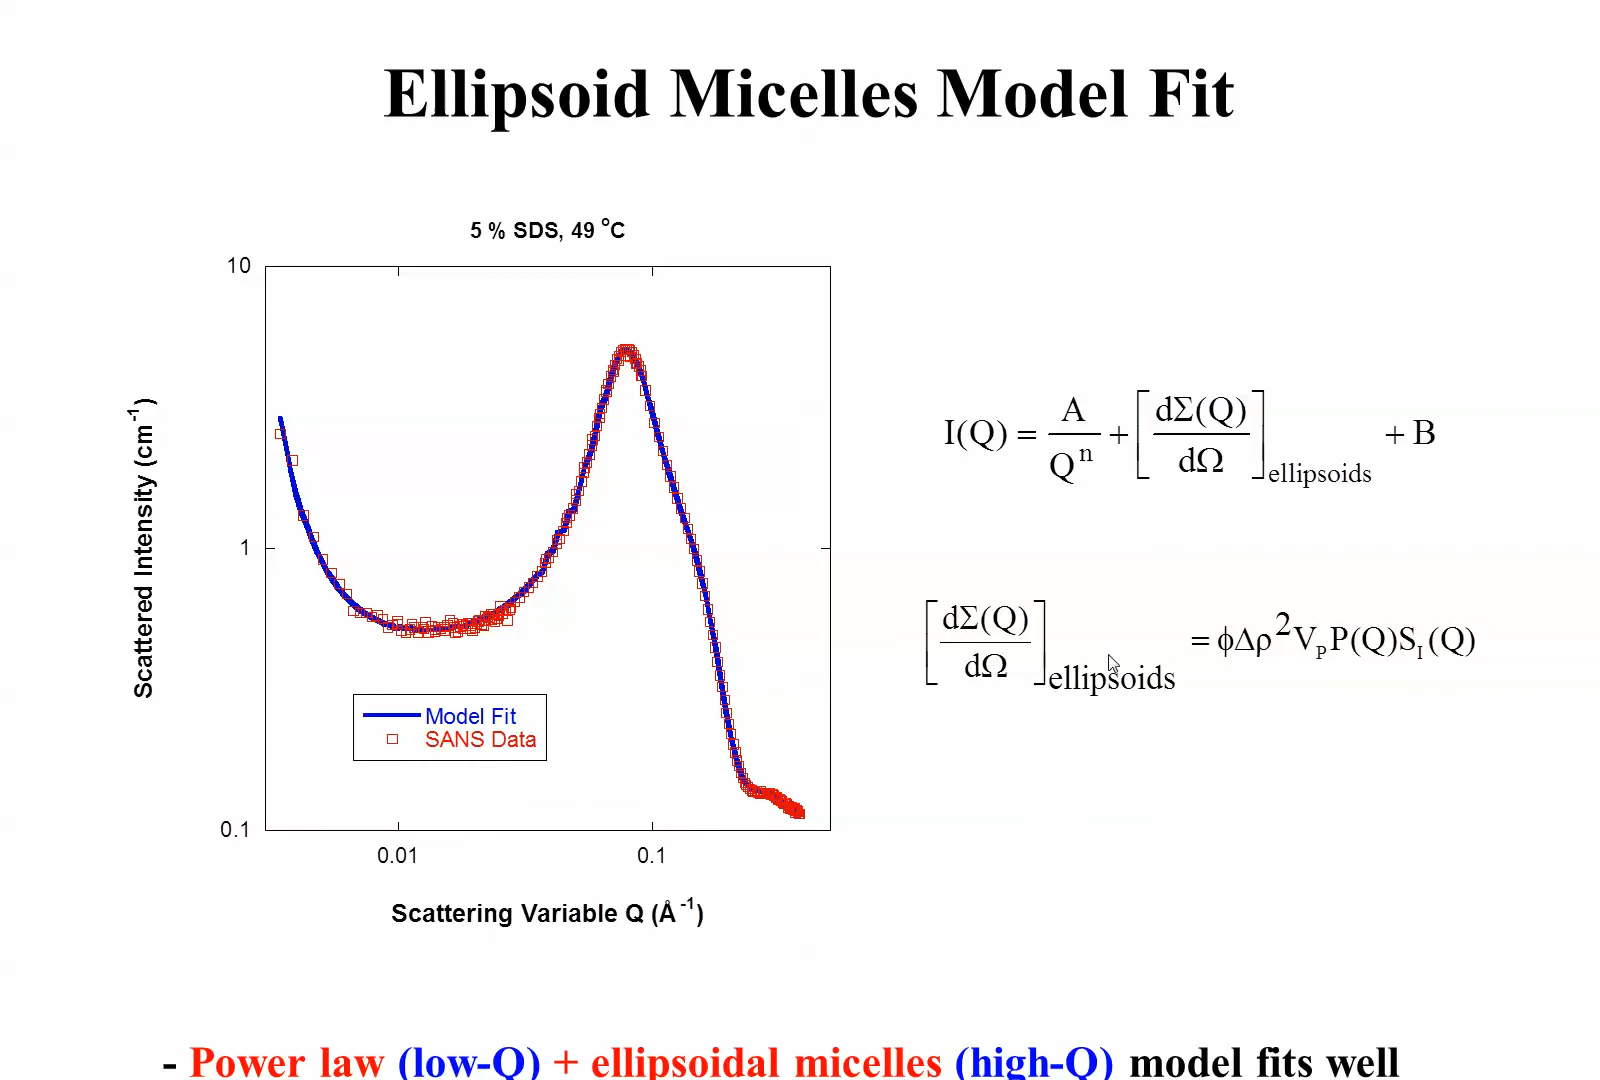 Ellipsoid Micelles Model Fit
5 % SDS, 49 °C
10
1
0.1
0.01
0.1
Scattered Intensity (cm⁻¹)
Scattering Variable Q (Å⁻¹)
Model Fit
SANS Data
I(Q) = A/Qⁿ + [dΣ(Q)/dΩ]ellipsoids + B
[dΣ(Q)/dΩ]ellipsoids = ϕΔρ²V_P P(Q)S_I(Q)
- Power law (low-Q) + ellipsoidal micelles (high-Q) model fits well